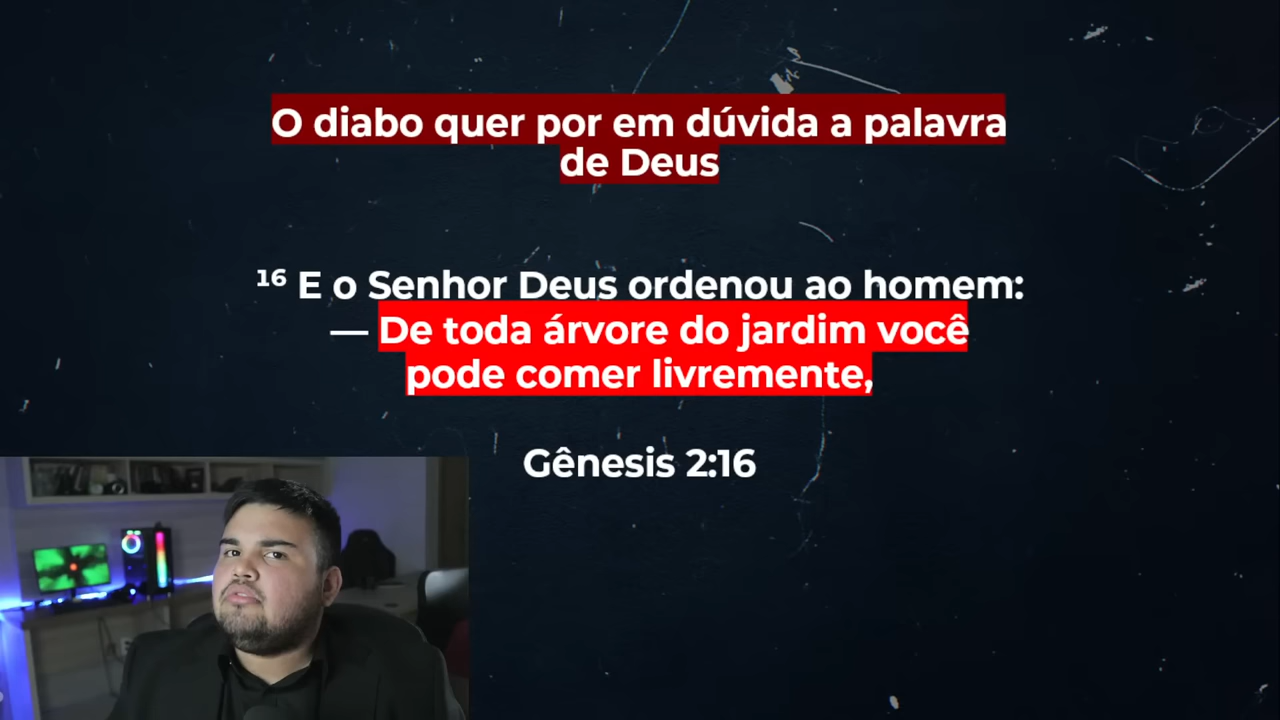 O diabo quer por em dúvida a palavra
de Deus
¹⁶ E o Senhor Deus ordenou ao homem:
— De toda árvore do jardim você
pode comer livremente,
Gênesis 2:16